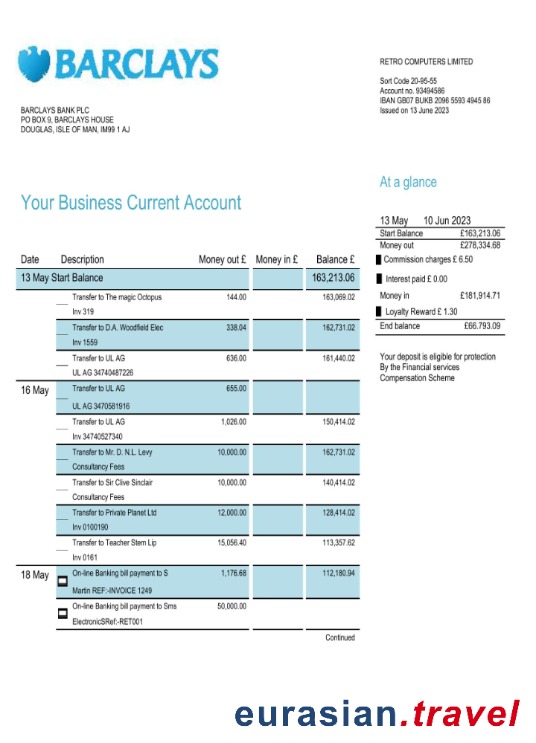 BARCLAYS
RETRO COMPUTERS LIMITED
Sort Code 20-95-55
Account no. 93494586
IBAN GB07 BUKB 2096 5593 4945 86
Issued on 13 June 2023
BARCLAYS BANK PLC
PO BOX 9, BARCLAYS HOUSE
DOUGLAS, ISLE OF MAN, IM99 1 AJ
At a glance
13 May 10 Jun 2023
Start Balance £163,213.06
Money out £278,334.68
Commission charges £ 6.50
Interest paid £ 0.00
Money in £181,914.71
Loyalty Reward £ 1.30
End balance £66.793.09
Your deposit is eligible for protection
By the Financial services
Compensation Scheme
Your Business Current Account
Date Description Money out £ Money in £ Balance £
13 May Start Balance 163,213.06
Transfer to The magic Octopus 144.00 163,069.02
Inv 319
Transfer to D.A. Woodfield Elec 338.04 162,731.02
Inv 1559
Transfer to UL AG 636.00 161,440.02
UL AG 34740487226
16 May Transfer to UL AG 655.00
UL AG 3470581916
Transfer to UL AG 1,026.00 150,414.02
Inv 34740527340
Transfer to Mr. D. N.L. Levy 10,000.00 162,731.02
Consultancy Fees
Transfer to Sir Clive Sinclair 10,000.00 140,414.02
Consultancy Fees
Transfer to Private Planet Ltd 12,000.00 128,414.02
Inv 0100190
Transfer to Teacher Stem Lip 15,056.40 113,357.62
Inv 0161
18 May On-line Banking bill payment to S 1,176.68 112,180.94
Martin REF:-INVOICE 1249
On-line Banking bill payment to Sms 50,000.00
ElectronicSRef:-RET001
Continued
eurasian.travel